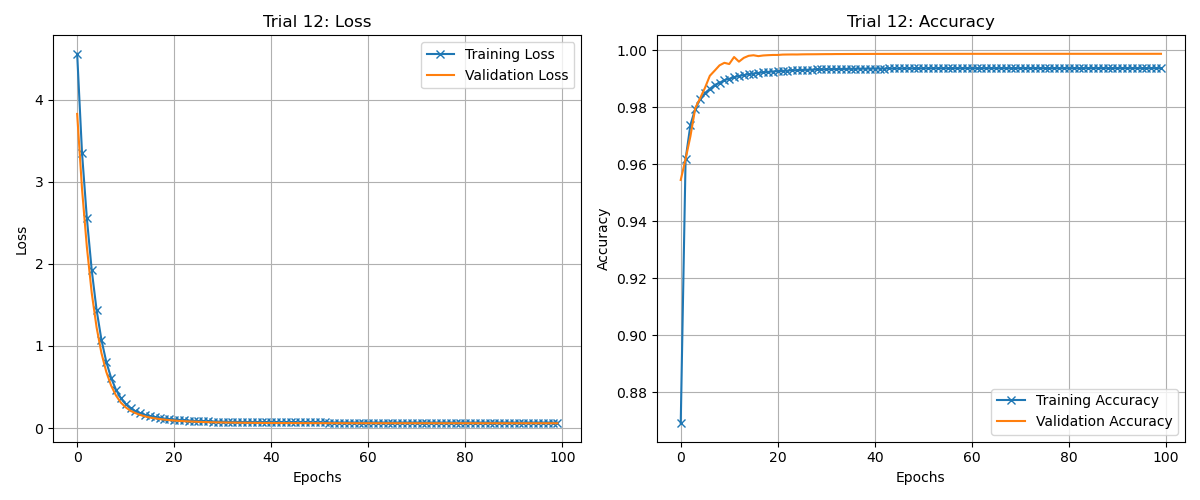 Trial 12: Loss
Loss
4
3
2
1
0
0
20
40
60
80
100
Epochs
Training Loss
Validation Loss
Trial 12: Accuracy
Accuracy
1.00
0.98
0.96
0.94
0.92
0.90
0.88
0
20
40
60
80
100
Epochs
Training Accuracy
Validation Accuracy